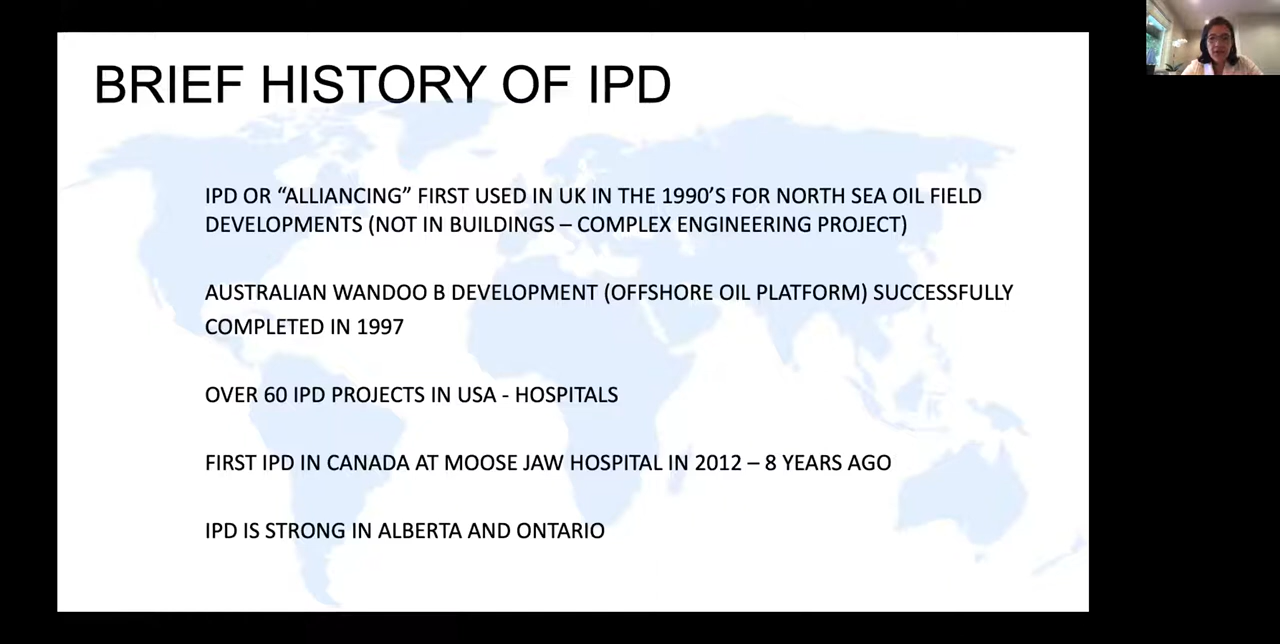 BRIEF HISTORY OF IPD
IPD OR “ALLIANCING” FIRST USED IN UK IN THE 1990’S FOR NORTH SEA OIL FIELD
DEVELOPMENTS (NOT IN BUILDINGS – COMPLEX ENGINEERING PROJECT)
AUSTRALIAN WANDOO B DEVELOPMENT (OFFSHORE OIL PLATFORM) SUCCESSFULLY
COMPLETED IN 1997
OVER 60 IPD PROJECTS IN USA - HOSPITALS
FIRST IPD IN CANADA AT MOOSE JAW HOSPITAL IN 2012 – 8 YEARS AGO
IPD IS STRONG IN ALBERTA AND ONTARIO